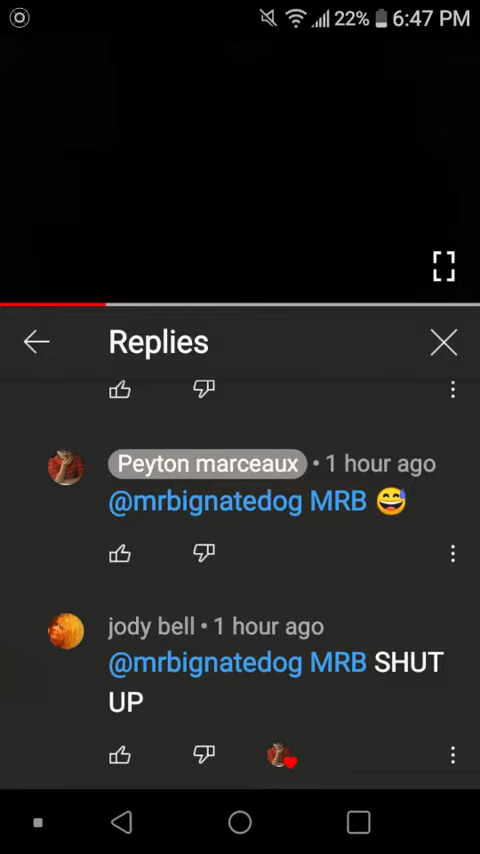 22% 6:47 PM
Replies
Peyton marceaux • 1 hour ago
@mrbignatedog MRB 😅
jody bell • 1 hour ago
@mrbignatedog MRB SHUT
UP